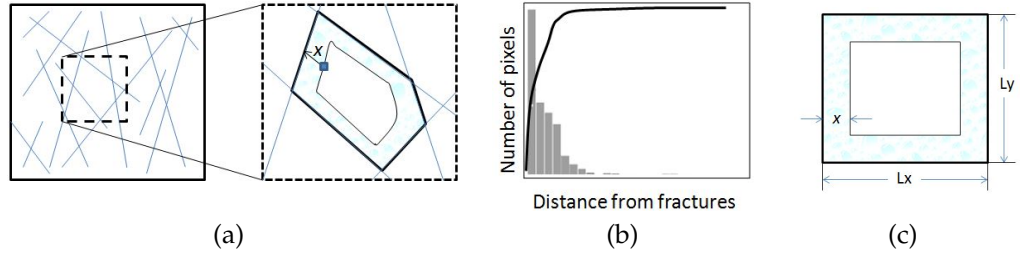 x
Number of pixels
Distance from fractures
x
Ly
Lx
(a)
(b)
(c)